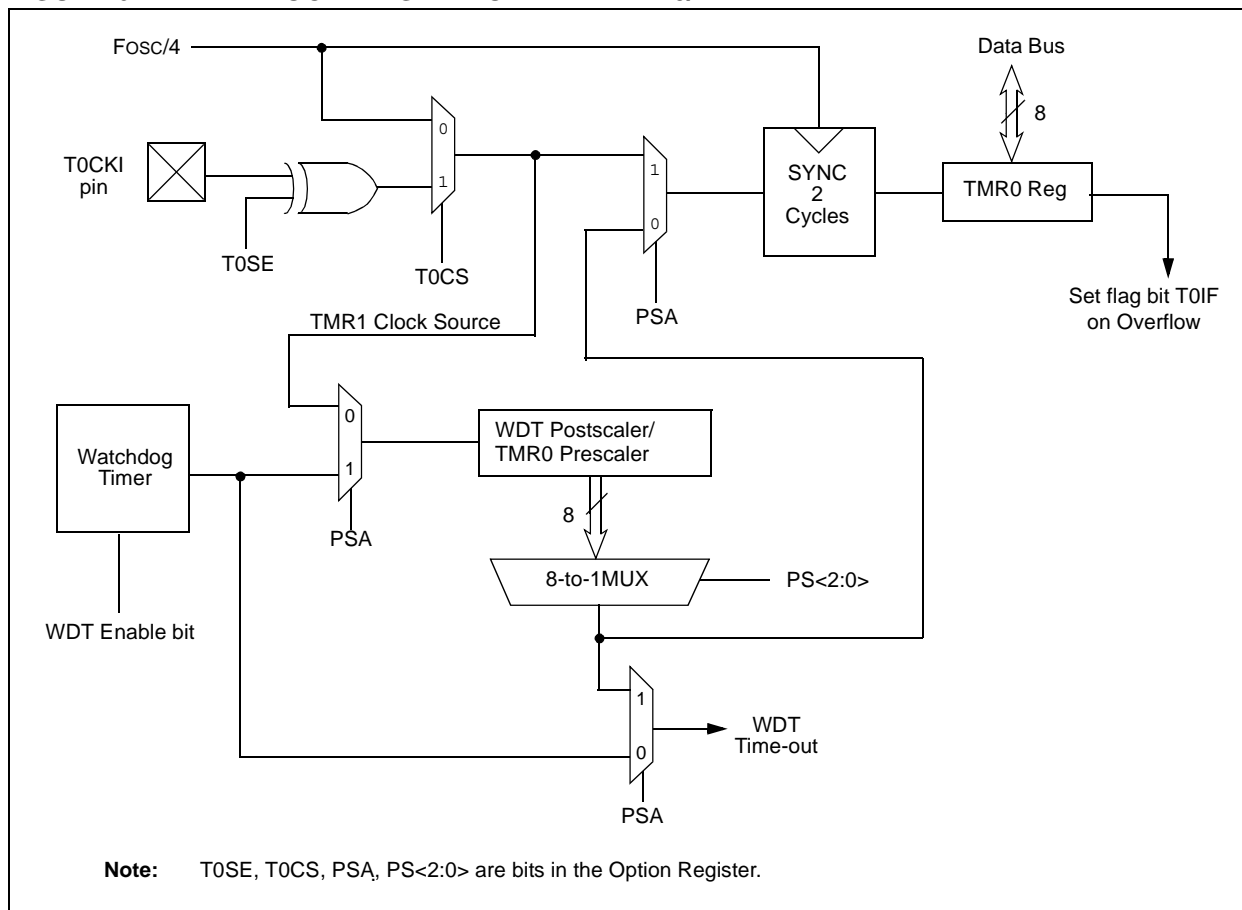 FOSC/4
Data Bus
8
0
1
T0CKI
pin
T0SE
T0CS
1
0
PSA
SYNC
2
Cycles
TMR0 Reg
Set flag bit T0IF
on Overflow
TMR1 Clock Source
Watchdog
Timer
0
1
PSA
WDT Postscaler/
TMR0 Prescaler
8
8-to-1MUX
PS<2:0>
WDT Enable bit
1
0
WDT
Time-out
PSA
Note: T0SE, T0CS, PSA, PS<2:0> are bits in the Option Register.